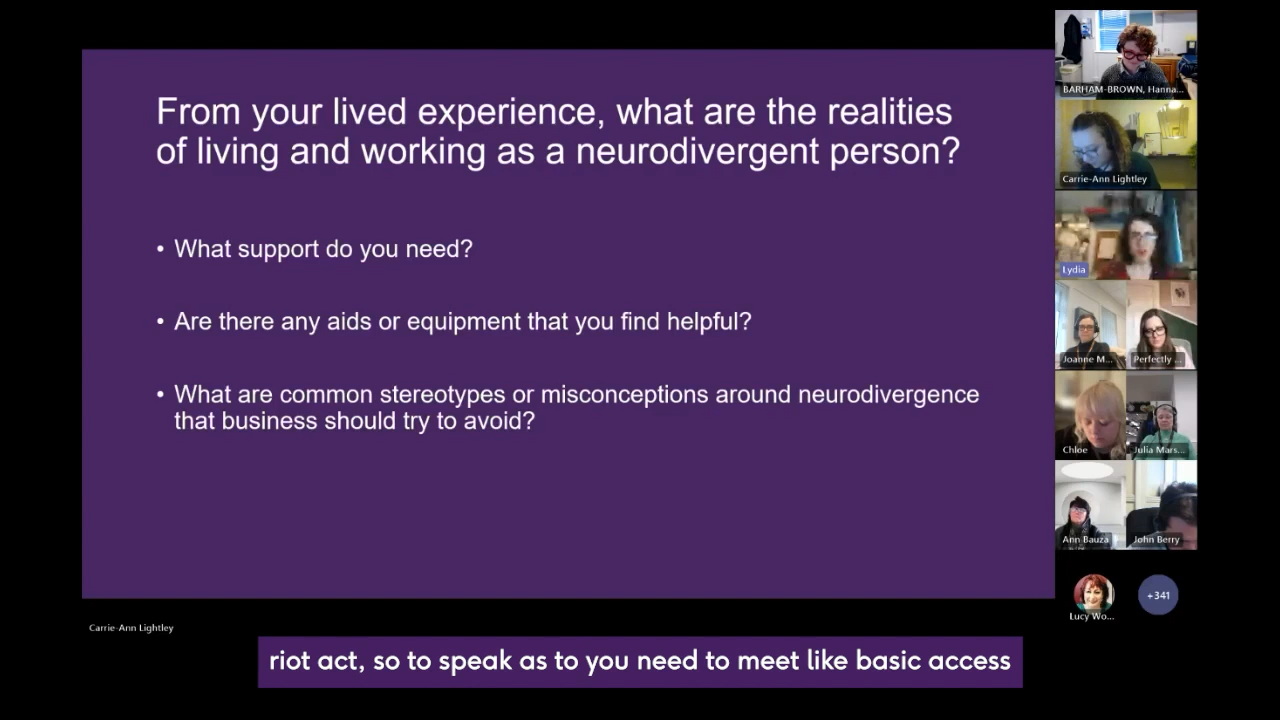 From your lived experience, what are the realities
of living and working as a neurodivergent person?
• What support do you need?
• Are there any aids or equipment that you find helpful?
• What are common stereotypes or misconceptions around neurodivergence
that business should try to avoid?
BARHAM-BROWN, Hanna...
Carrie-Ann Lightley
Lydia
Joanne M...
Perfectly ...
Chloe
Julia Mars...
Ann Bauza
John Berry
Lucy Wo...
+341
Carrie-Ann Lightley
riot act, so to speak as to you need to meet like basic access